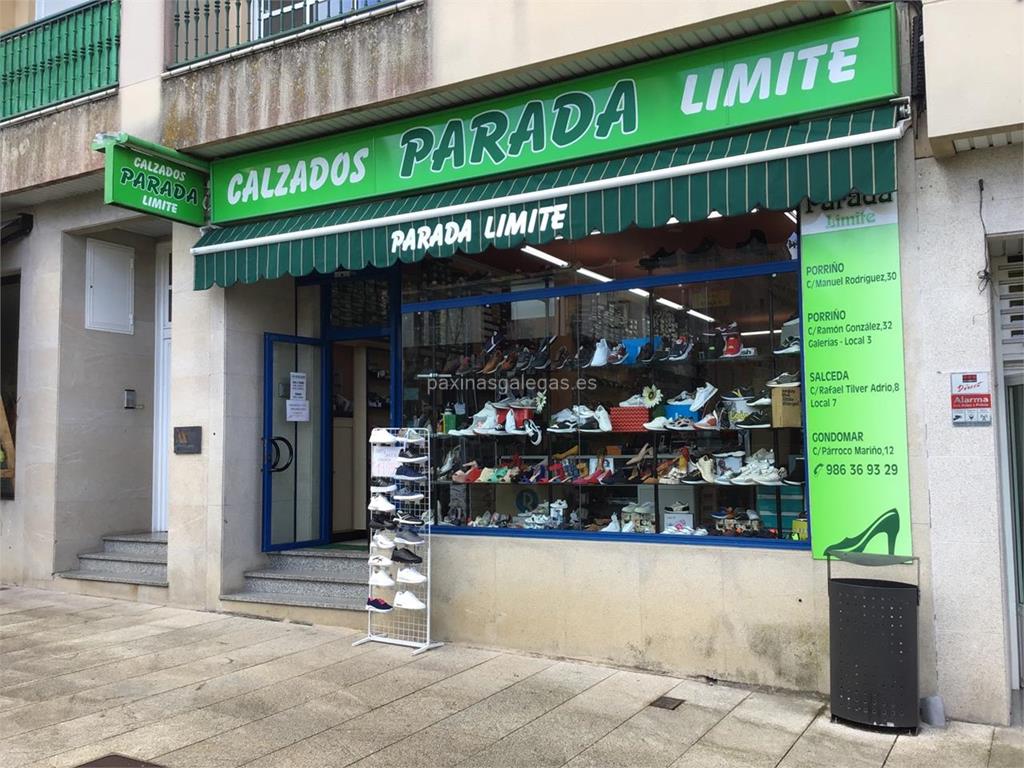 CALZADOS PARADA LIMITE
CALZADOS
PARADA
LIMITE
PARADA LIMITE
Parada
Limite
PORRIÑO
C/Manuel Rodríguez,30
PORRIÑO
C/Ramón González,32
Galerías - Local 3
SALCEDA
C/Rafael Tilver Adrio,8
Local 7
GONDOMAR
C/Párroco Mariño,12
986 36 93 29
Alarma
paxinasgalegas.es